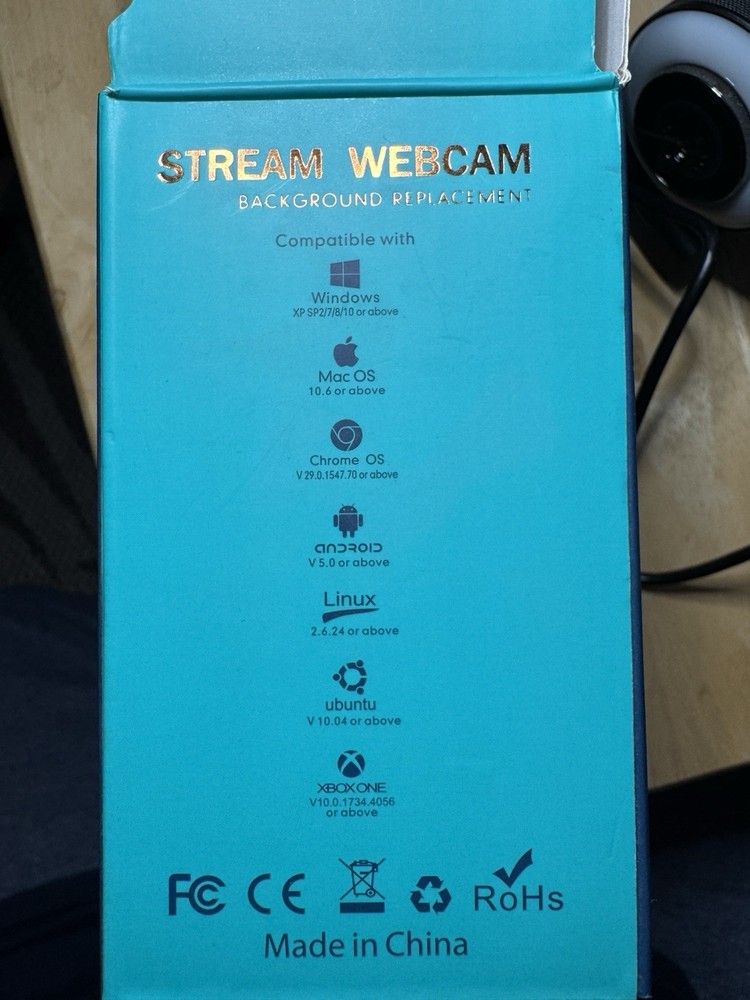 STREAM WEBCAM
BACKGROUND REPLACEMENT
Compatible with
Windows
XP SP2/7/8/10 or above
Mac OS
10.6 or above
Chrome OS
V 29.0.1547.70 or above
ANDROID
V 5.0 or above
Linux
2.6.24 or above
ubuntu
V 10.04 or above
XBOX ONE
V10.0.1734.4056
or above
FC CE RoHs
Made in China